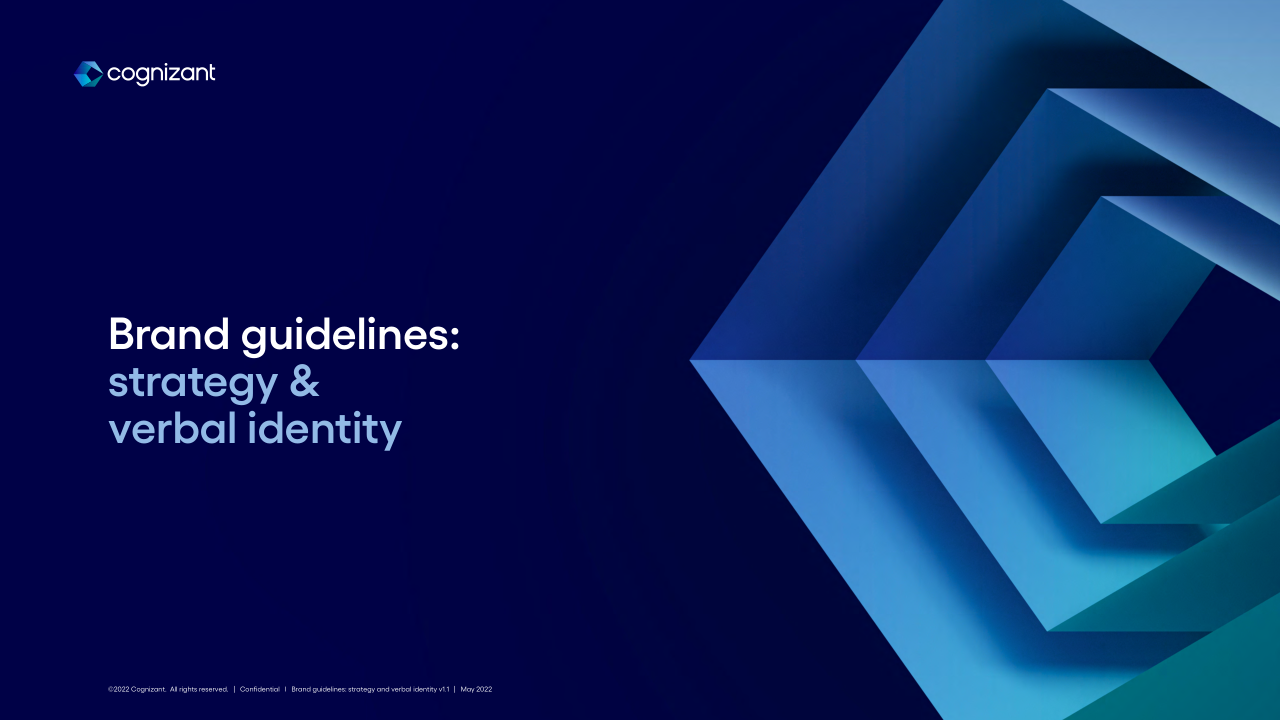 cognizant
Brand guidelines:
strategy &
verbal identity
©2022 Cognizant. All rights reserved. | Confidential I Brand guidelines: strategy and verbal identity v1.1 | May 2022